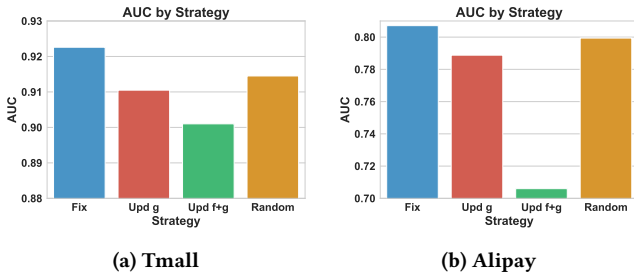 AUC by Strategy
0.93
0.92
0.91
0.90
0.89
0.88
AUC
Fix Upd g Upd f+g Random
Strategy
(a) Tmall
AUC by Strategy
0.80
0.78
0.76
0.74
0.72
0.70
AUC
Fix Upd g Upd f+g Random
Strategy
(b) Alipay